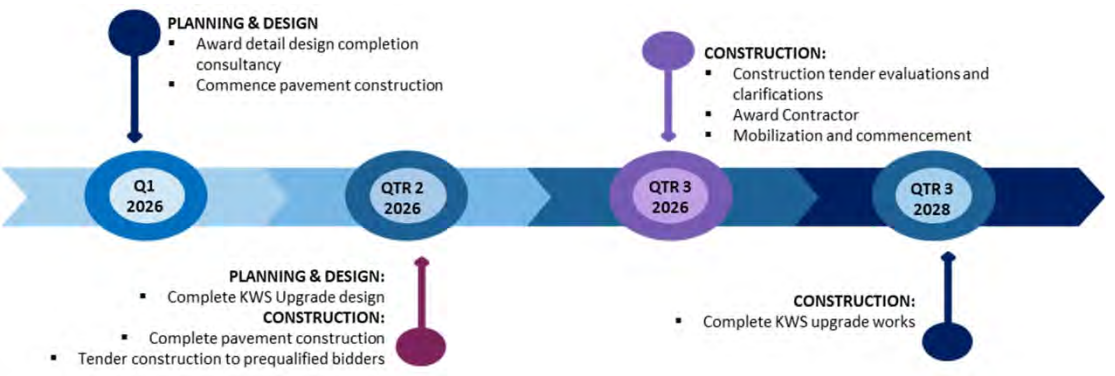 PLANNING & DESIGN
▪ Award detail design completion
consultancy
▪ Commence pavement construction
CONSTRUCTION:
▪ Construction tender evaluations and
clarifications
▪ Award Contractor
▪ Mobilization and commencement
Q1
2026
QTR 2
2026
QTR 3
2026
QTR 3
2028
PLANNING & DESIGN:
▪ Complete KWS Upgrade design
CONSTRUCTION:
▪ Complete pavement construction
▪ Tender construction to prequalified bidders
CONSTRUCTION:
▪ Complete KWS upgrade works